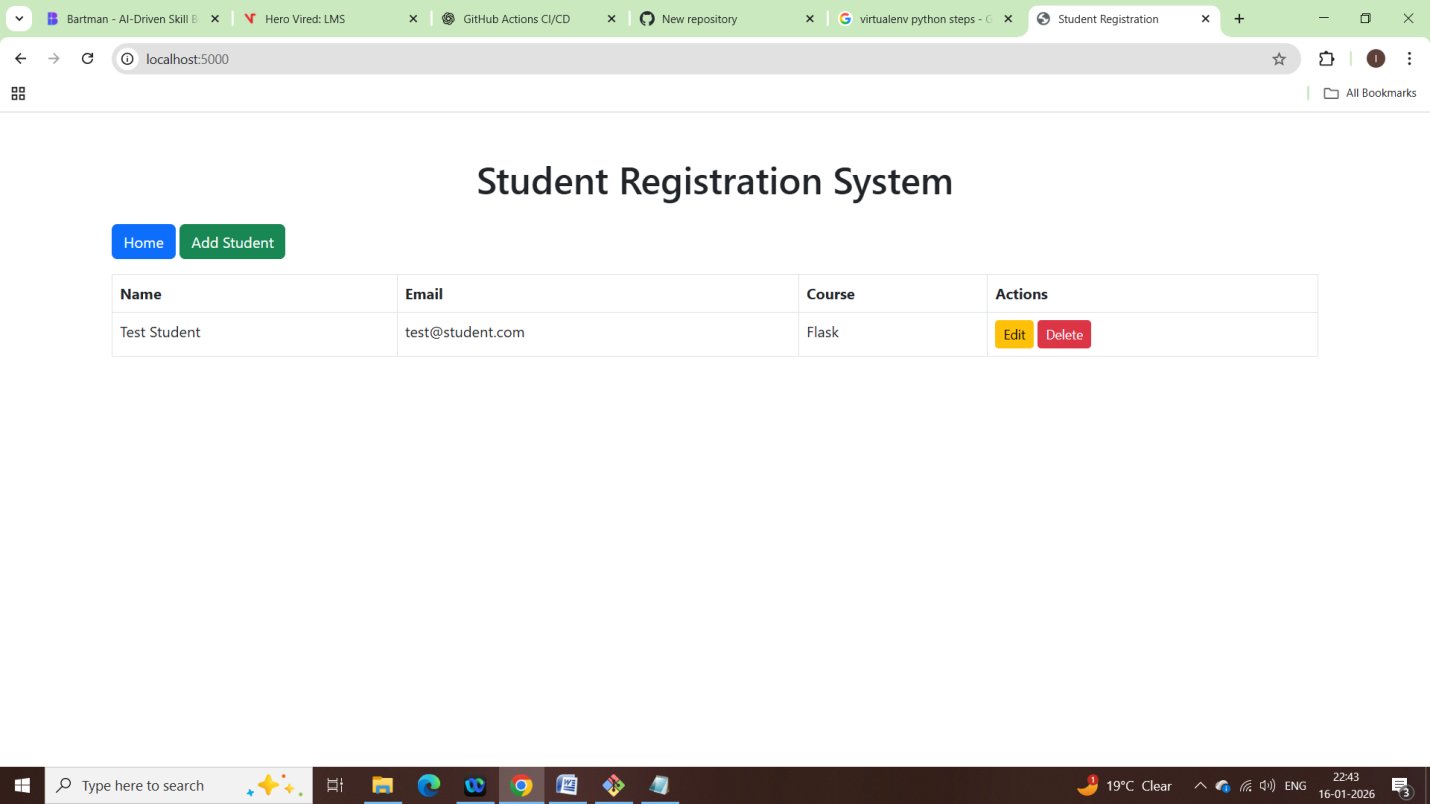 Bartman - AI-Driven Skill B
Hero Vired: LMS
GitHub Actions CI/CD
New repository
virtualenv python steps - G
Student Registration
localhost:5000
I
All Bookmarks
Student Registration System
Home Add Student
Name Email Course Actions
Test Student test@student.com Flask Edit Delete
Type here to search
1
19°C Clear
ENG
22:43
16-01-2026
3